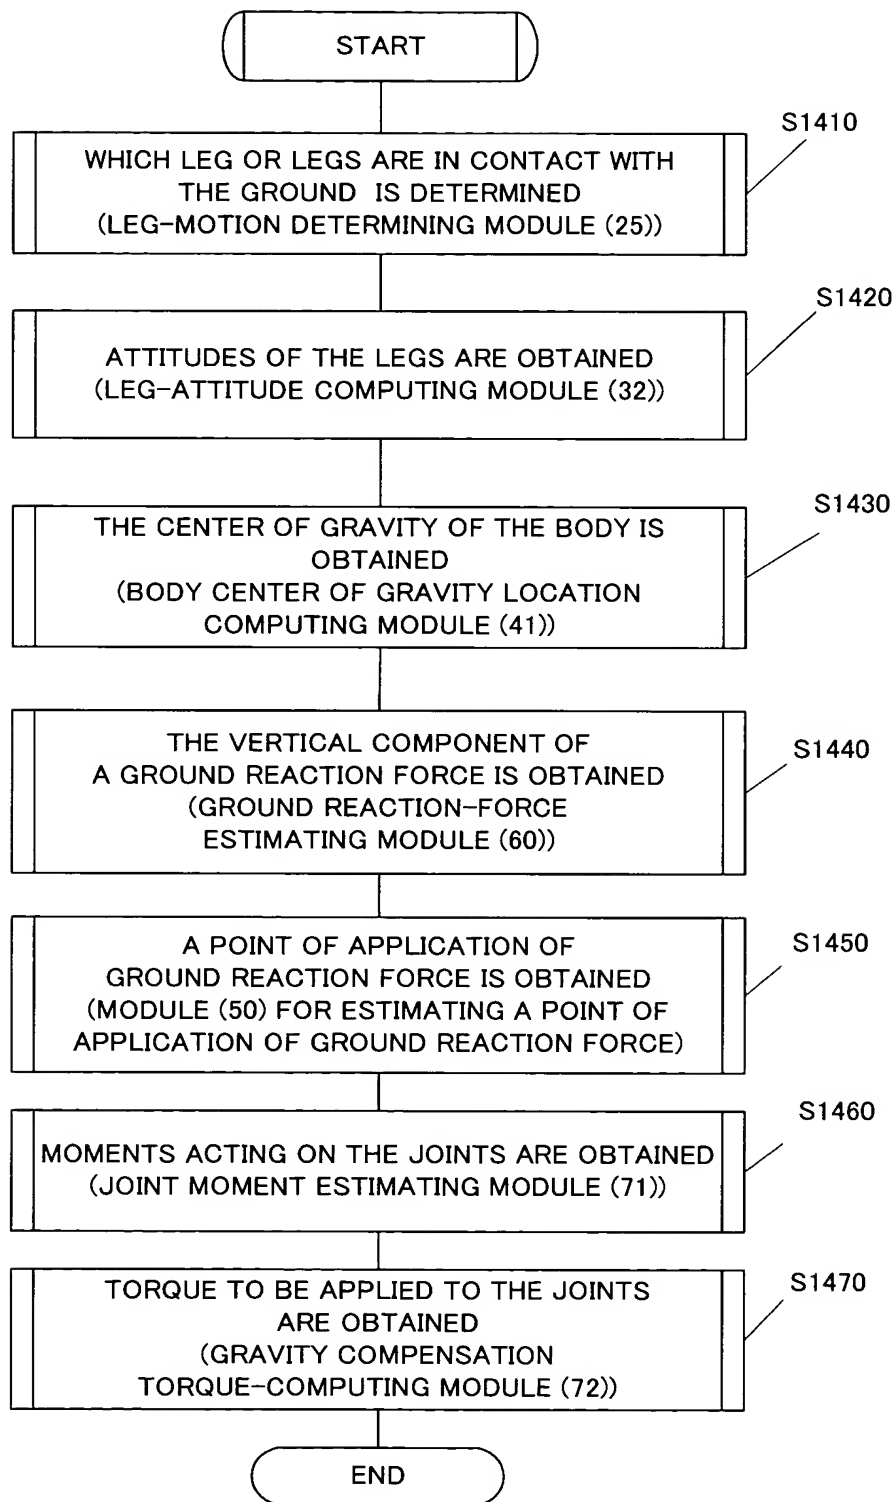 START
S1410
WHICH LEG OR LEGS ARE IN CONTACT WITH
THE GROUND IS DETERMINED
(LEG-MOTION DETERMINING MODULE (25))
S1420
ATTITUDES OF THE LEGS ARE OBTAINED
(LEG-ATTITUDE COMPUTING MODULE (32))
S1430
THE CENTER OF GRAVITY OF THE BODY IS
OBTAINED
(BODY CENTER OF GRAVITY LOCATION
COMPUTING MODULE (41))
S1440
THE VERTICAL COMPONENT OF
A GROUND REACTION FORCE IS OBTAINED
(GROUND REACTION-FORCE
ESTIMATING MODULE (60))
S1450
A POINT OF APPLICATION OF
GROUND REACTION FORCE IS OBTAINED
(MODULE (50) FOR ESTIMATING A POINT OF
APPLICATION OF GROUND REACTION FORCE)
S1460
MOMENTS ACTING ON THE JOINTS ARE OBTAINED
(JOINT MOMENT ESTIMATING MODULE (71))
S1470
TORQUE TO BE APPLIED TO THE JOINTS
ARE OBTAINED
(GRAVITY COMPENSATION
TORQUE-COMPUTING MODULE (72))
END